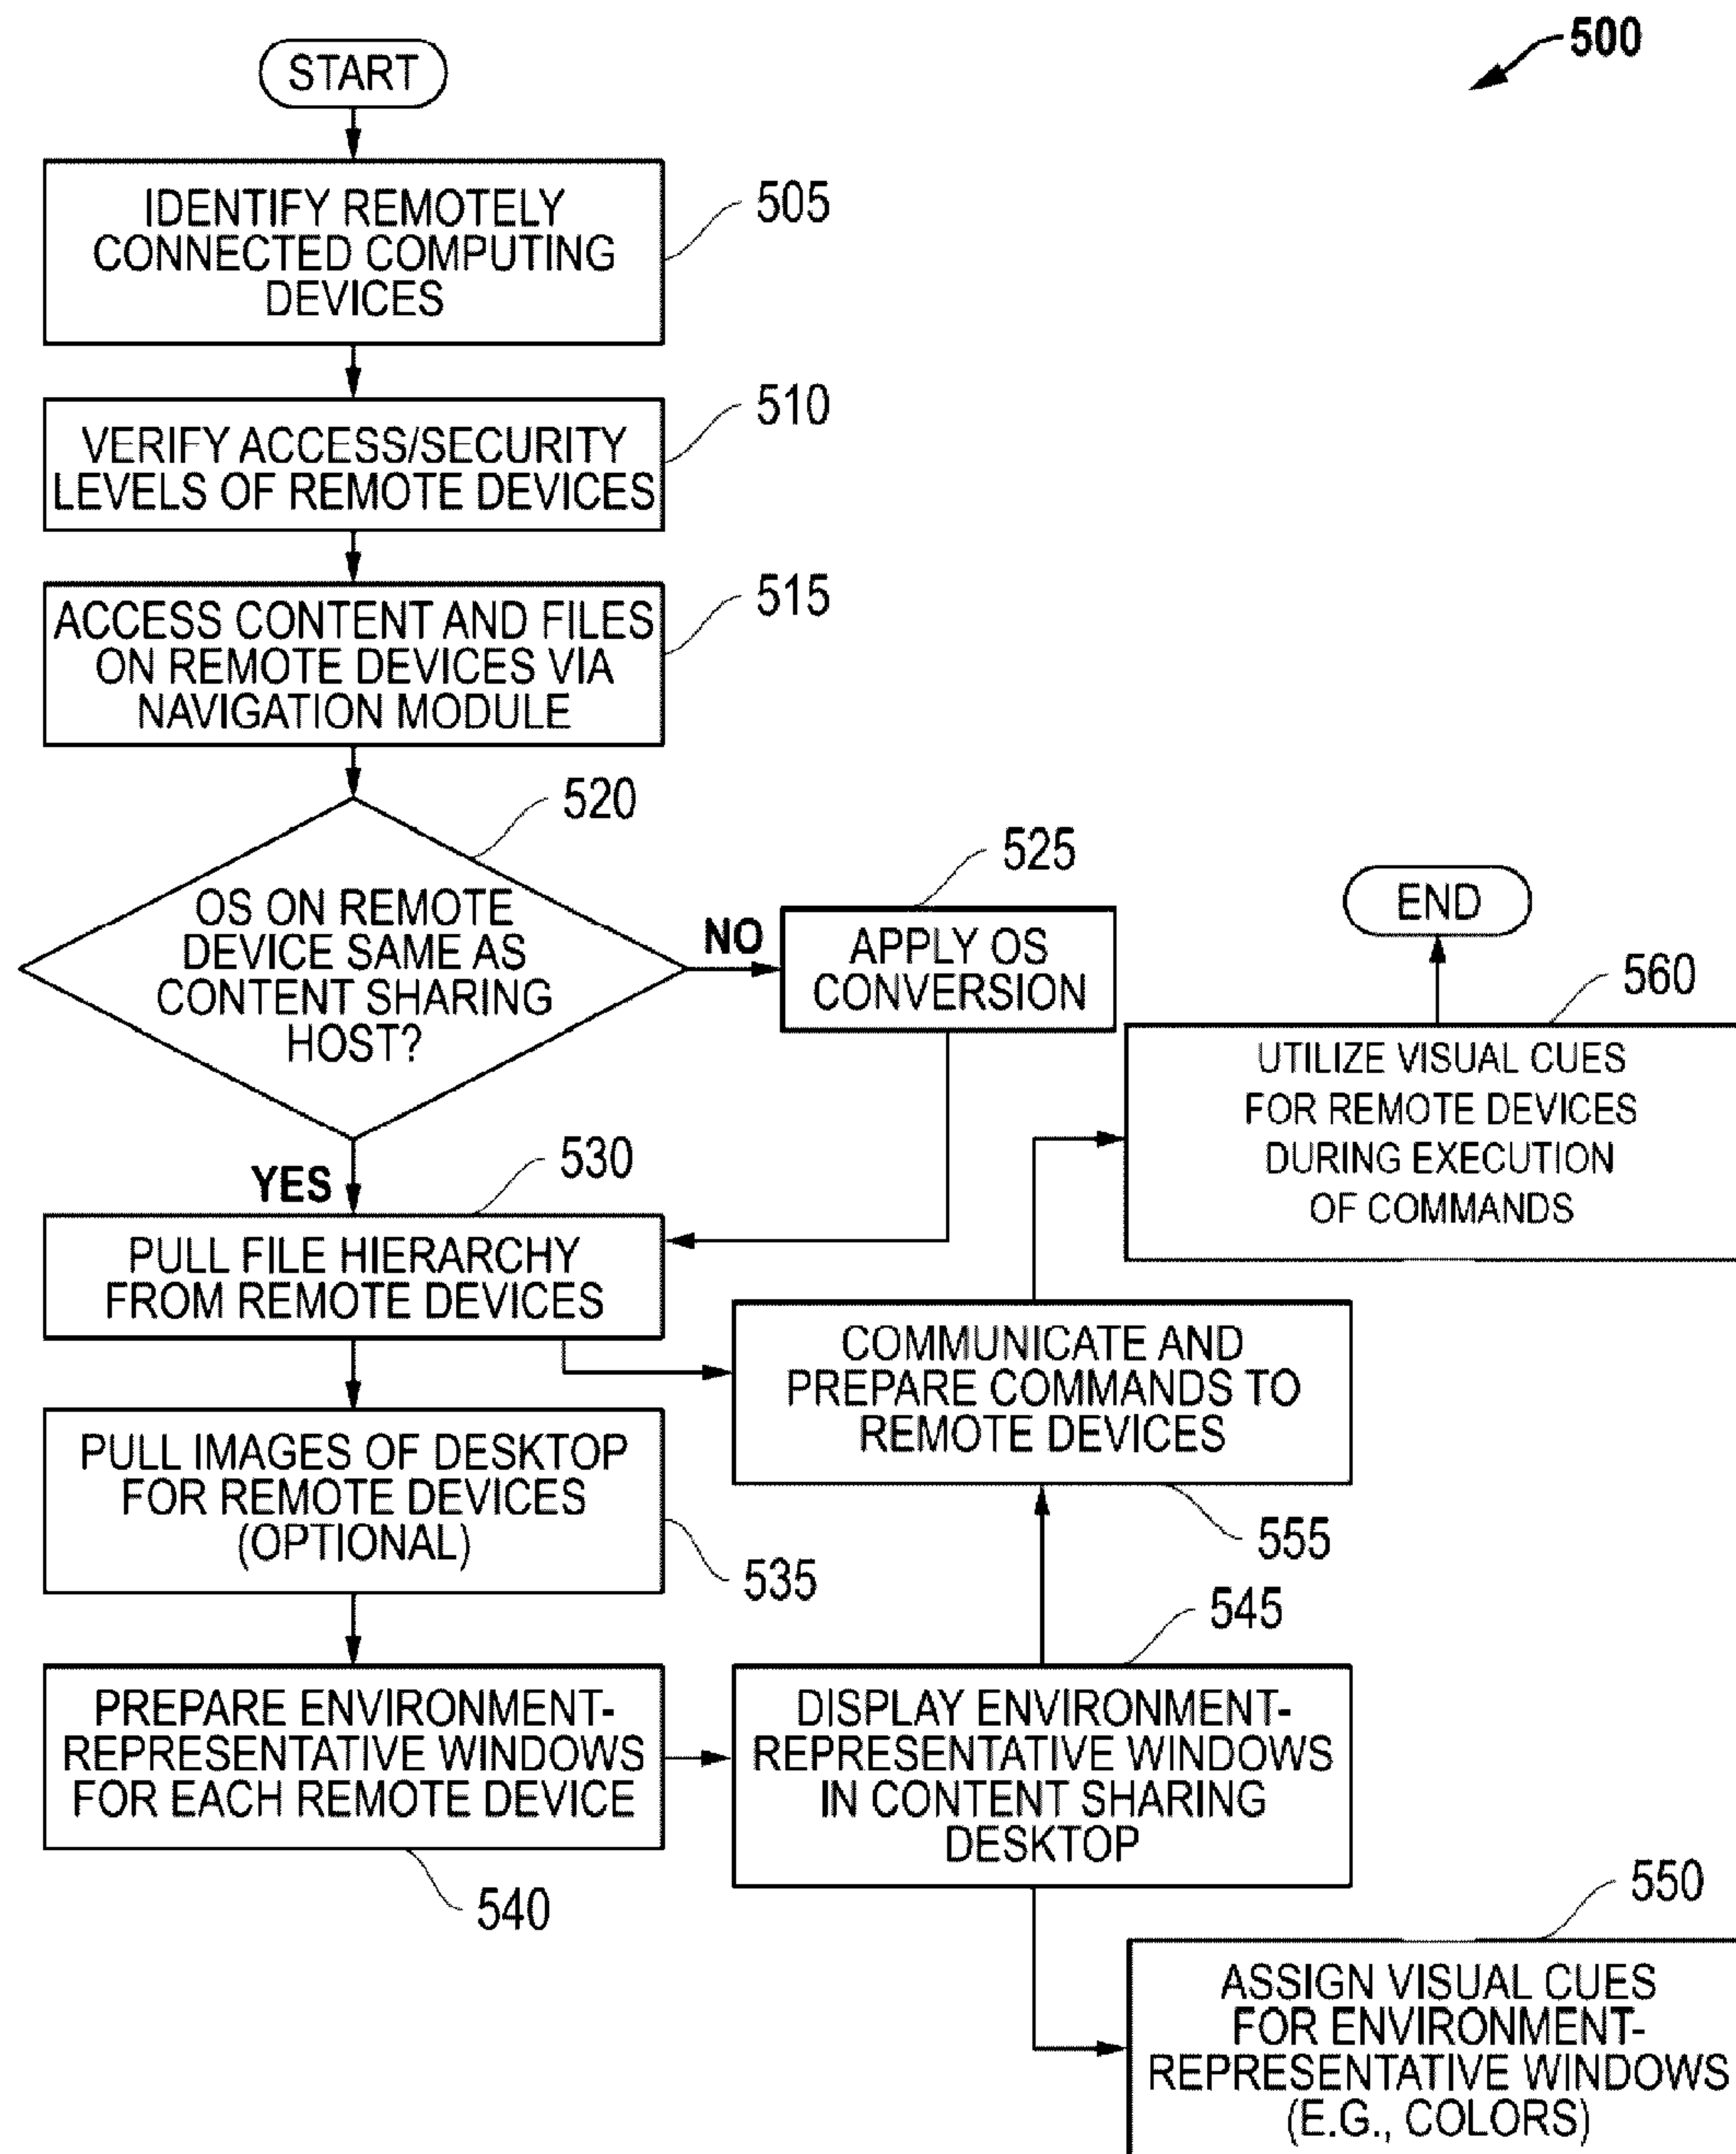 500
START
IDENTIFY REMOTELY
CONNECTED COMPUTING
DEVICES
505
VERIFY ACCESS/SECURITY
LEVELS OF REMOTE DEVICES
510
ACCESS CONTENT AND FILES
ON REMOTE DEVICES VIA
NAVIGATION MODULE
515
520
OS ON REMOTE
DEVICE SAME AS
CONTENT SHARING
HOST?
NO
525
APPLY OS
CONVERSION
END
560
UTILIZE VISUAL CUES
FOR REMOTE DEVICES
DURING EXECUTION
OF COMMANDS
YES
530
PULL FILE HIERARCHY
FROM REMOTE DEVICES
COMMUNICATE AND
PREPARE COMMANDS TO
REMOTE DEVICES
555
PULL IMAGES OF DESKTOP
FOR REMOTE DEVICES
(OPTIONAL)
535
545
PREPARE ENVIRONMENT-
REPRESENTATIVE WINDOWS
FOR EACH REMOTE DEVICE
540
DISPLAY ENVIRONMENT-
REPRESENTATIVE WINDOWS
IN CONTENT SHARING
DESKTOP
550
ASSIGN VISUAL CUES
FOR ENVIRONMENT-
REPRESENTATIVE WINDOWS
(E.G., COLORS)